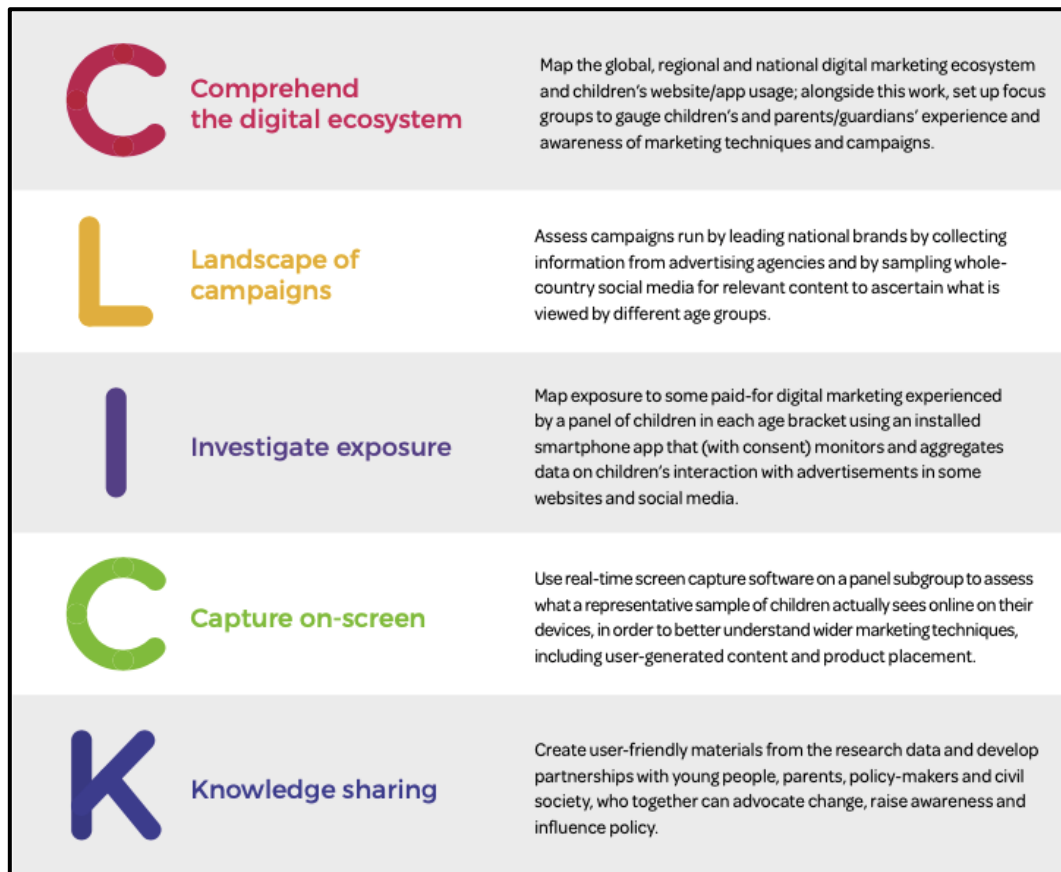 C
Comprehend
the digital ecosystem
Map the global, regional and national digital marketing ecosystem
and children's website/app usage; alongside this work, set up focus
groups to gauge children's and parents/guardians' experience and
awareness of marketing techniques and campaigns.
L
Landscape of
campaigns
Assess campaigns run by leading national brands by collecting
information from advertising agencies and by sampling whole-
country social media for relevant content to ascertain what is
viewed by different age groups.
I
Investigate exposure
Map exposure to some paid-for digital marketing experienced
by a panel of children in each age bracket using an installed
smartphone app that (with consent) monitors and aggregates
data on children's interaction with advertisements in some
websites and social media.
C
Capture on-screen
Use real-time screen capture software on a panel subgroup to assess
what a representative sample of children actually sees online on their
devices, in order to better understand wider marketing techniques,
including user-generated content and product placement.
K
Knowledge sharing
Create user-friendly materials from the research data and develop
partnerships with young people, parents, policy-makers and civil
society, who together can advocate change, raise awareness and
influence policy.